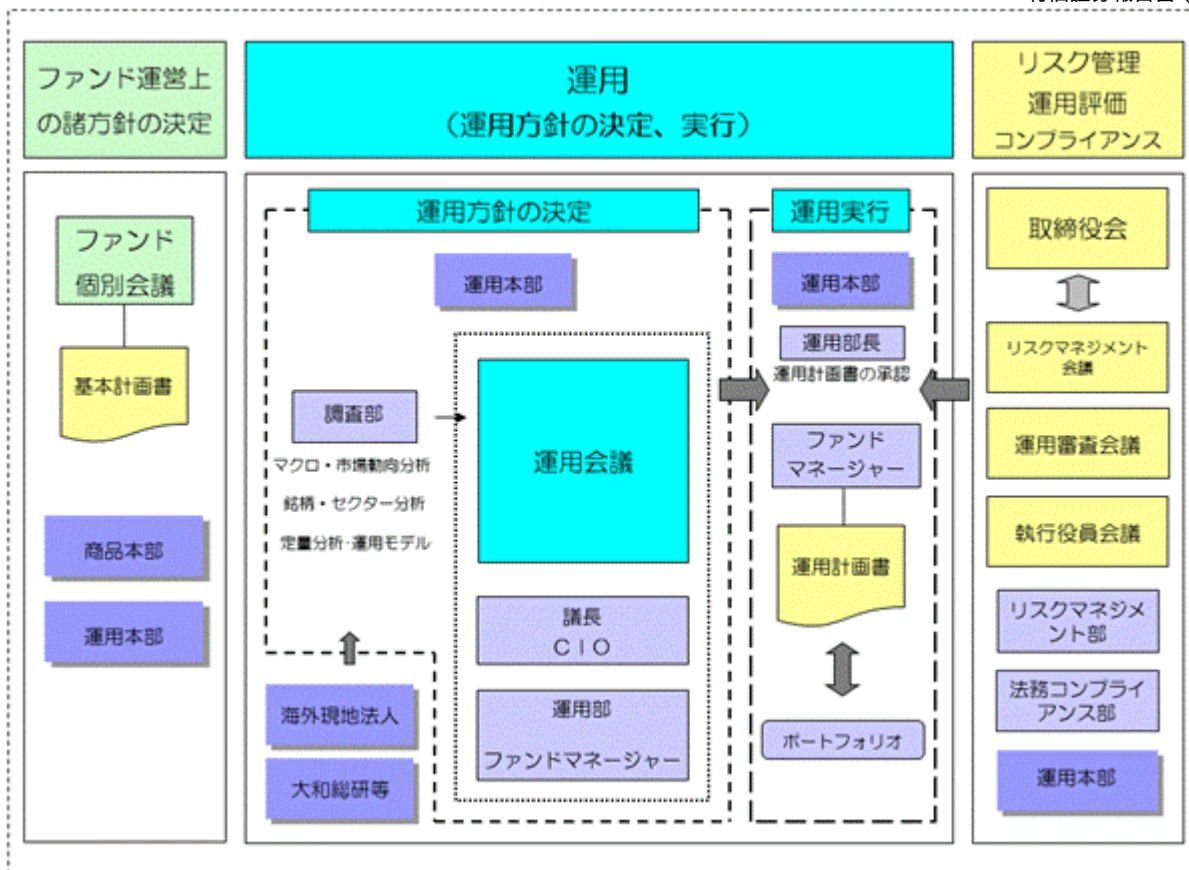 ファンド運営上
の諸方針の決定
運用
(運用方針の決定、実行)
リスク管理
運用評価
コンプライアンス
ファンド
個別会議
基本計画書
商品本部
運用本部
運用方針の決定
運用本部
調査部
マクロ・市場動向分析
銘柄・セクター分析
定量分析・運用モデル
運用会議
議長
CIO
運用部
ファンドマネージャー
海外現地法人
大和総研等
運用実行
運用本部
運用部長
運用計画書の承認
ファンド
マネージャー
運用計画書
ポートフォリオ
取締役会
リスクマネジメント
会議
運用審査会議
執行役員会議
リスクマネジメ
ント部
法務コンプライ
アンス部
運用本部